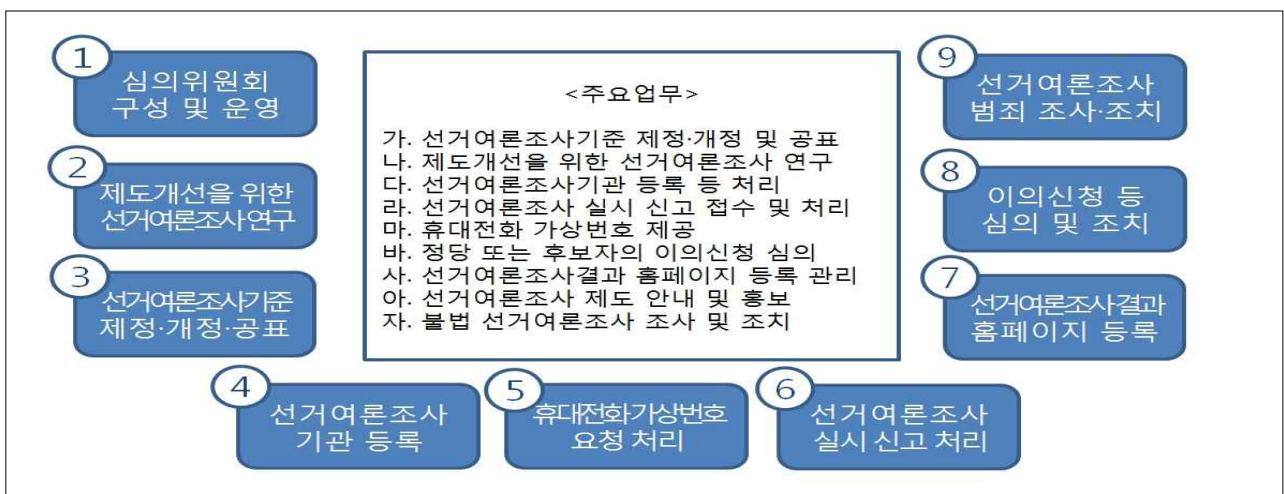 1
심의위원회
구성 및 운영
2
제도개선을 위한
선거여론조사 연구
3
선거여론조사기준
제정·개정·공표
4
선거여론조사
기관 등록
5
휴대전화 가상번호
요청 처리
6
선거여론조사
실시 신고 처리
7
선거여론조사 결과
홈페이지 등록
8
이의신청 등
심의 및 조치
9
선거여론조사
범죄 조사·조치
<주요업무>
가. 선거여론조사기준 제정·개정 및 공표
나. 제도개선을 위한 선거여론조사 연구
다. 선거여론조사기관 등록 등 처리
라. 선거여론조사 실시 신고 접수 및 처리
마. 휴대전화 가상번호 제공
바. 정당 또는 후보자의 이의신청 심의
사. 선거여론조사결과 홈페이지 등록 관리
아. 선거여론조사 제도 안내 및 홍보
자. 불법 선거여론조사 조사 및 조치